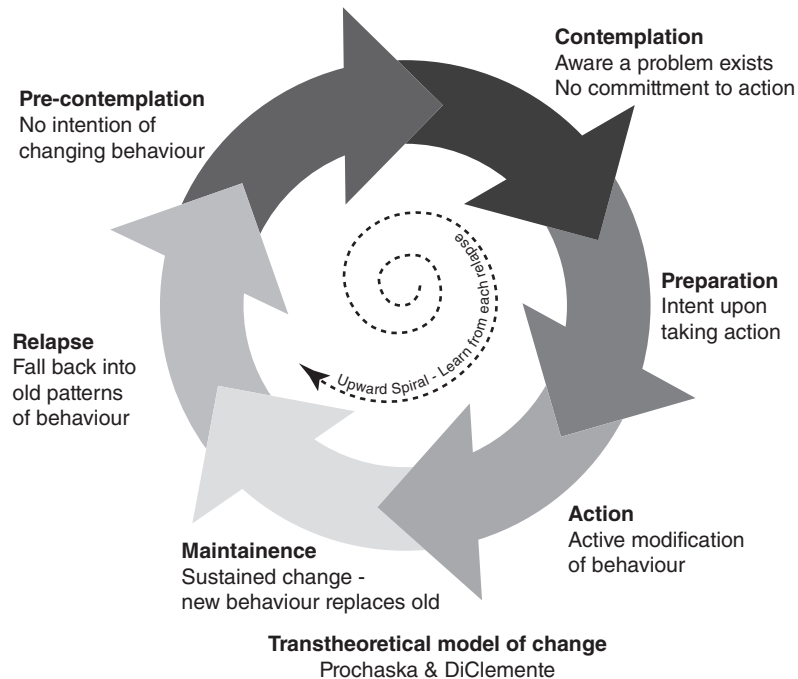 Contemplation
Aware a problem exists
No committment to action
Pre-contemplation
No intention of
changing behaviour
Preparation
Intent upon
taking action
Upward Spiral - Learn from each relapse
Relapse
Fall back into
old patterns
of behaviour
Action
Active modification
of behaviour
Maintainence
Sustained change -
new behaviour replaces old
Transtheoretical model of change
Prochaska & DiClemente